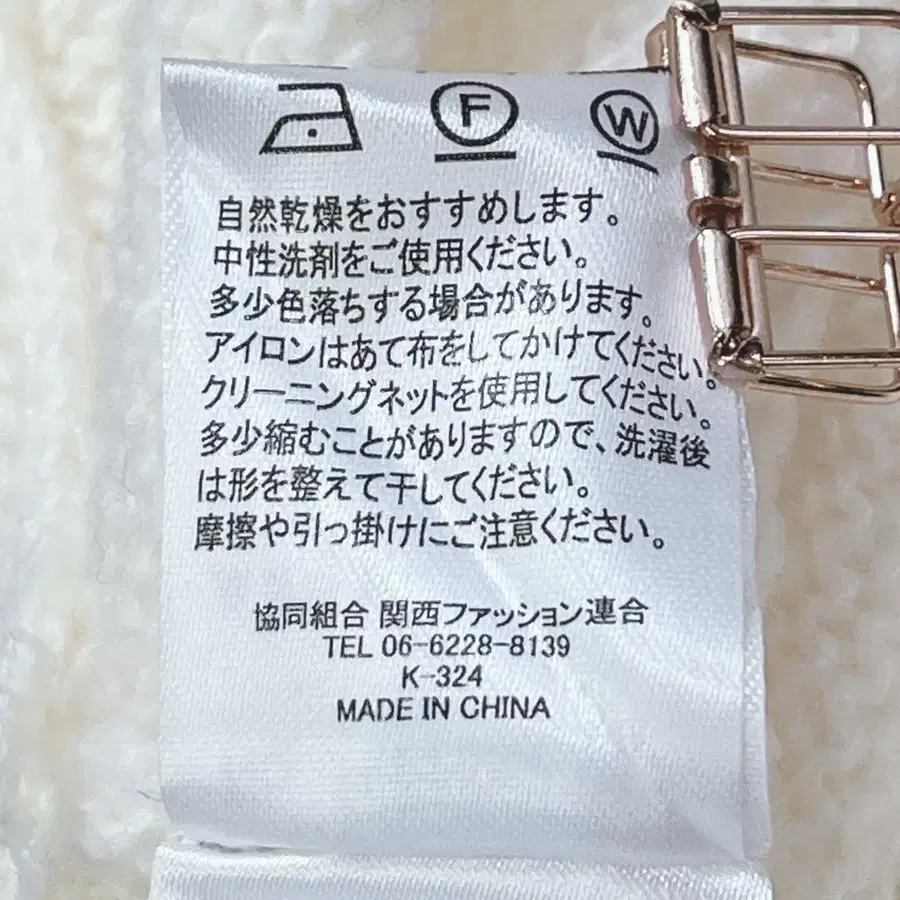 F W
自然乾燥をおすすめします。
中性洗剤をご使用ください。
多少色落ちする場合があります。
アイロンはあて布をしてかけてください。
クリーニングネットを使用してください。
多少縮むことがありますので、洗濯後
は形を整えて干してください。
摩擦や引っ掛けにご注意ください。
協同組合 関西ファッション連合
TEL 06-6228-8139
K-324
MADE IN CHINA